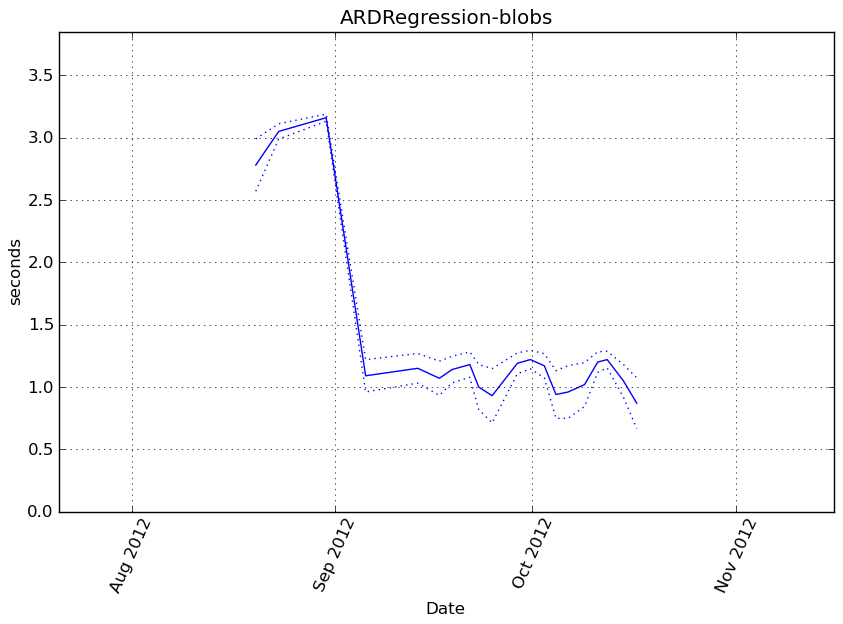 ARDRegression-blobs
3.5
3.0
2.5
2.0
1.5
1.0
0.5
0.0
seconds
Aug 2012
Sep 2012
Oct 2012
Nov 2012
Date